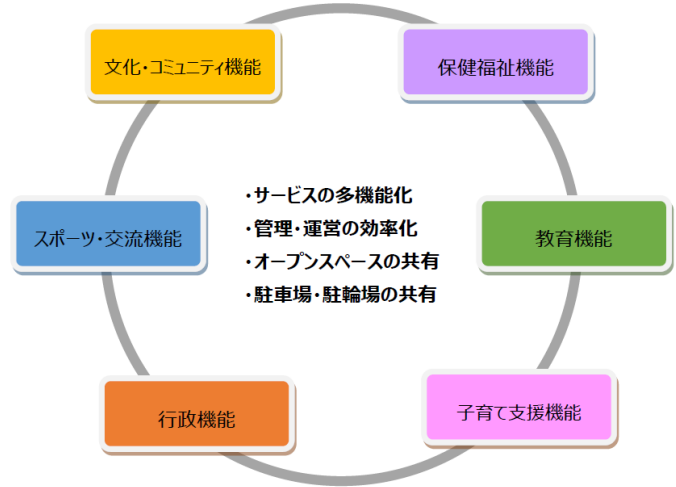 文化・コミュニティ機能
保健福祉機能
・サービスの多機能化
・管理・運営の効率化
・オープンスペースの共有
・駐車場・駐輪場の共有
スポーツ・交流機能
教育機能
行政機能
子育て支援機能